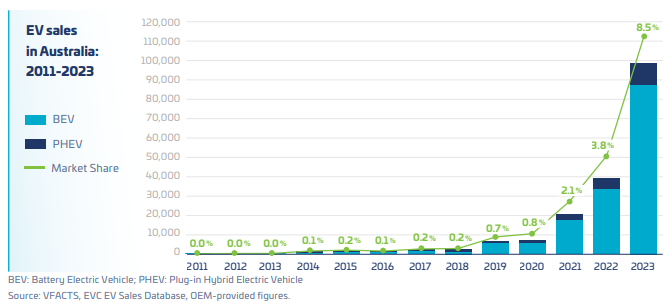 EV sales
in Australia:
2011-2023
BEV
PHEV
Market Share
120,000
110,000
100,000
90,000
80,000
70,000
60,000
50,000
40,000
30,000
20,000
10,000
0
0.0% 0.0% 0.0% 0.1% 0.2% 0.1% 0.2% 0.2% 0.7% 0.8% 2.1% 3.8% 8.5%
2011 2012 2013 2014 2015 2016 2017 2018 2019 2020 2021 2022 2023
BEV: Battery Electric Vehicle; PHEV: Plug-in Hybrid Electric Vehicle
Source: VFACTS, EVC EV Sales Database, OEM-provided figures.